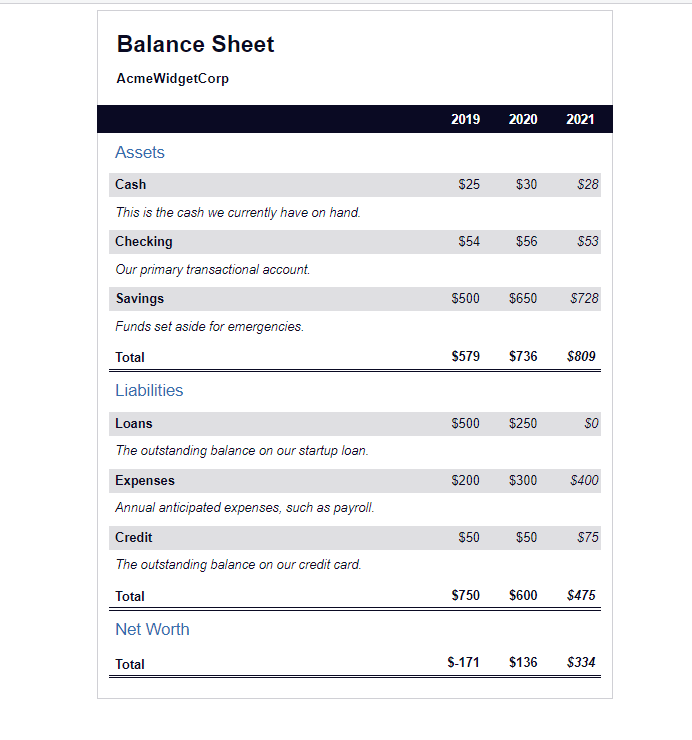 Balance Sheet
AcmeWidgetCorp
2019 2020 2021
Assets
Cash $25 $30 $28
This is the cash we currently have on hand.
Checking $54 $56 $53
Our primary transactional account.
Savings $500 $650 $728
Funds set aside for emergencies.
Total $579 $736 $809
Liabilities
Loans $500 $250 $0
The outstanding balance on our startup loan.
Expenses $200 $300 $400
Annual anticipated expenses, such as payroll.
Credit $50 $50 $75
The outstanding balance on our credit card.
Total $750 $600 $475
Net Worth
Total $-171 $136 $334